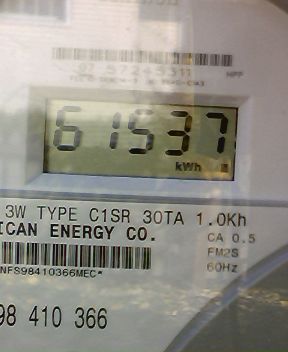 61537
kWh
3W TYPE C1SR 30TA 1.0Kh
ICAN ENERGY CO.
CA 0.5
FM2S
NFS98410366MEC*
60Hz
98 410 366